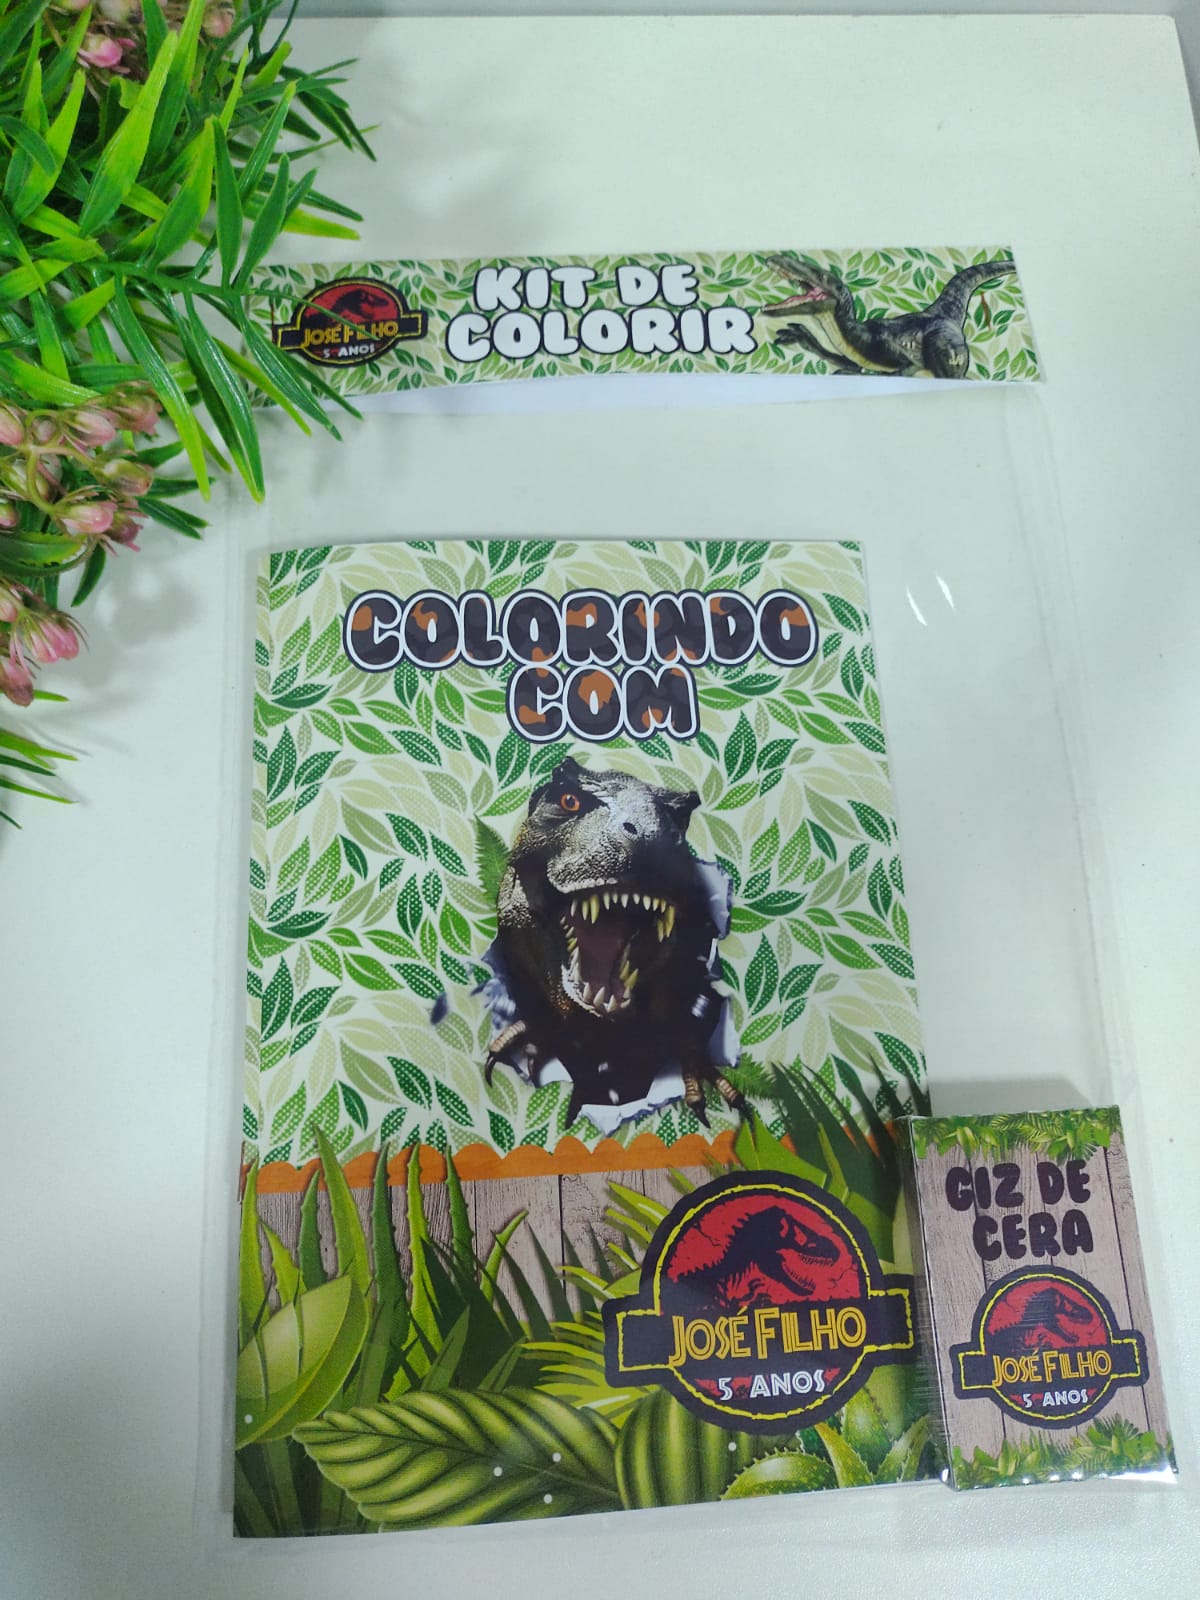 KIT DE
COLORIR
JOSÉ FILHO
5 ANOS
COLORINDO
COM
JOSÉ FILHO
5 ANOS
GIZ DE
CERA
JOSÉ FILHO
5 ANOS